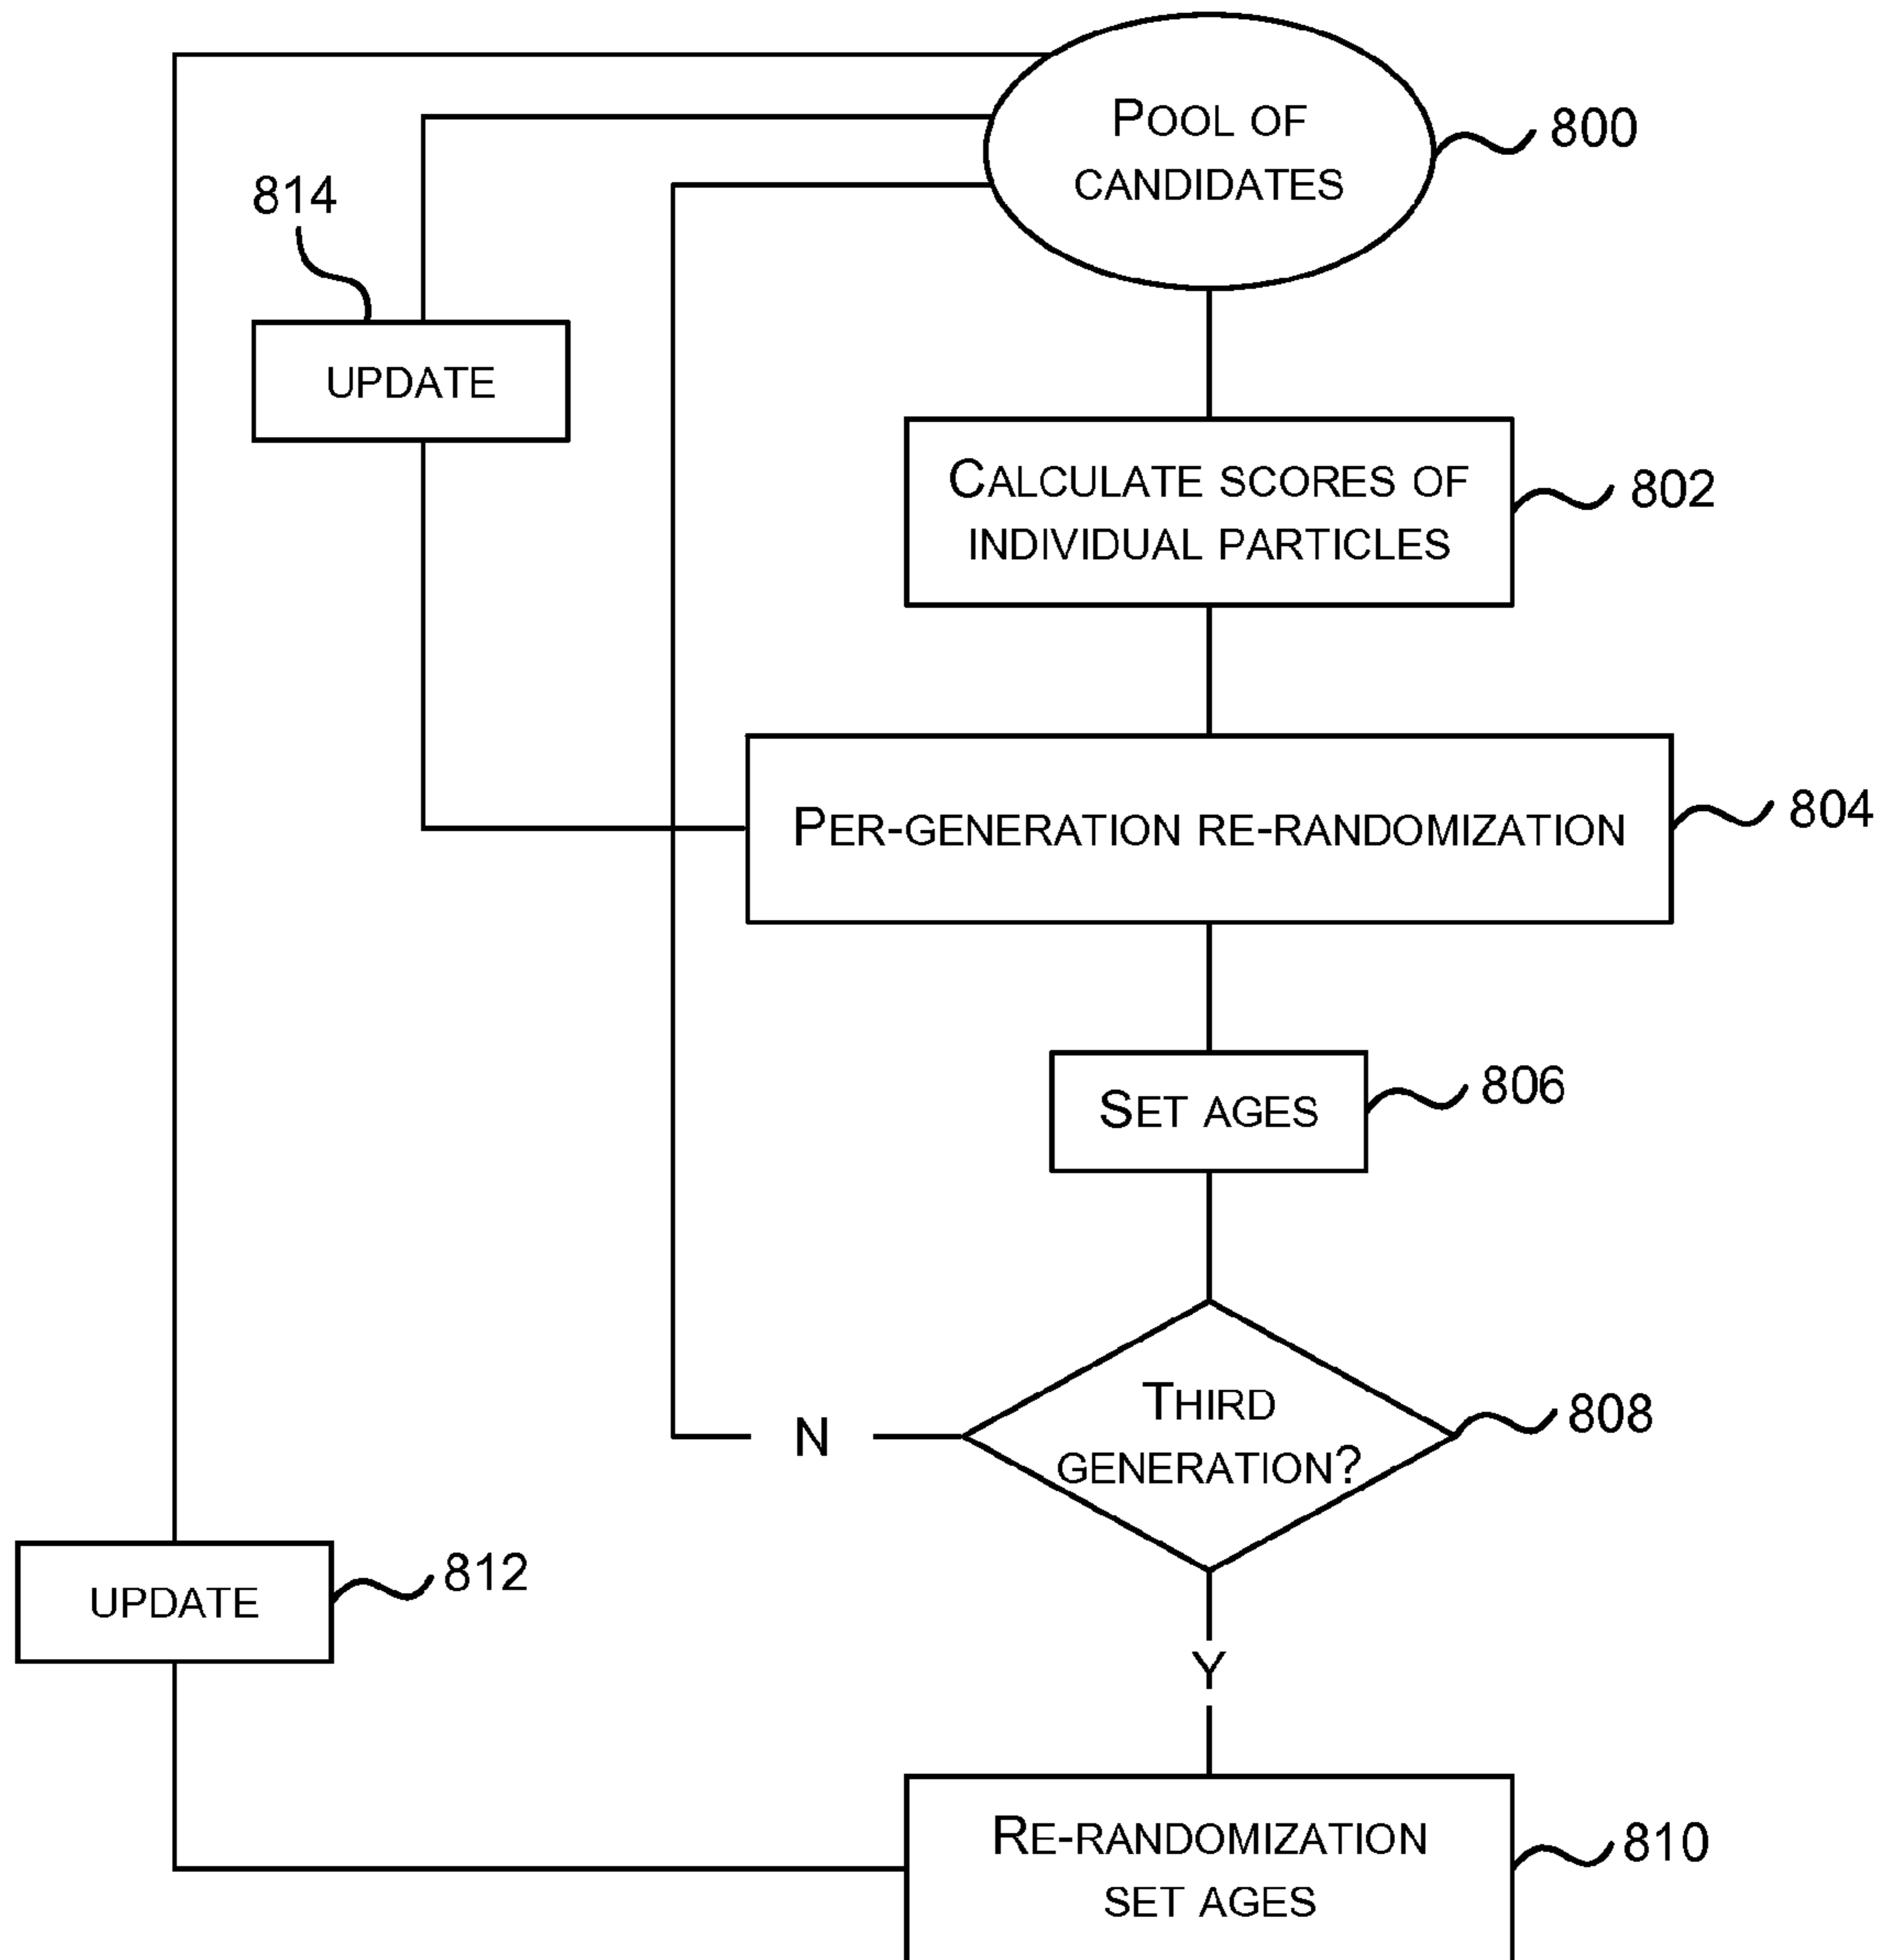 POOL OF
CANDIDATES
800
814
UPDATE
CALCULATE SCORES OF
INDIVIDUAL PARTICLES
802
PER-GENERATION RE-RANDOMIZATION
804
SET AGES
806
THIRD
GENERATION?
808
N
UPDATE
812
Y
RE-RANDOMIZATION
SET AGES
810